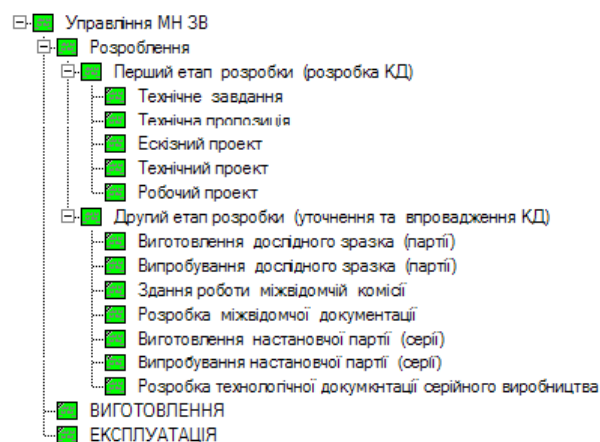 Управління МН ЗВ
Розроблення
Перший етап розробки (розробка КД)
Технічне завдання
Технічна пропозиція
Ескізний проект
Технічний проект
Робочий проект
Другий етап розробки (уточнення та впровадження КД)
Виготовлення дослідного зразка (партії)
Випробування дослідного зразка (партії)
Здання роботи міжвідомчій комісії
Розробка міжвідомчої документації
Виготовлення настановчої партії (серії)
Випробування настановчої партії (серії)
Розробка технологічної докумкнтації серійного виробництва
ВИГОТОВЛЕННЯ
ЕКСПЛУАТАЦІЯ